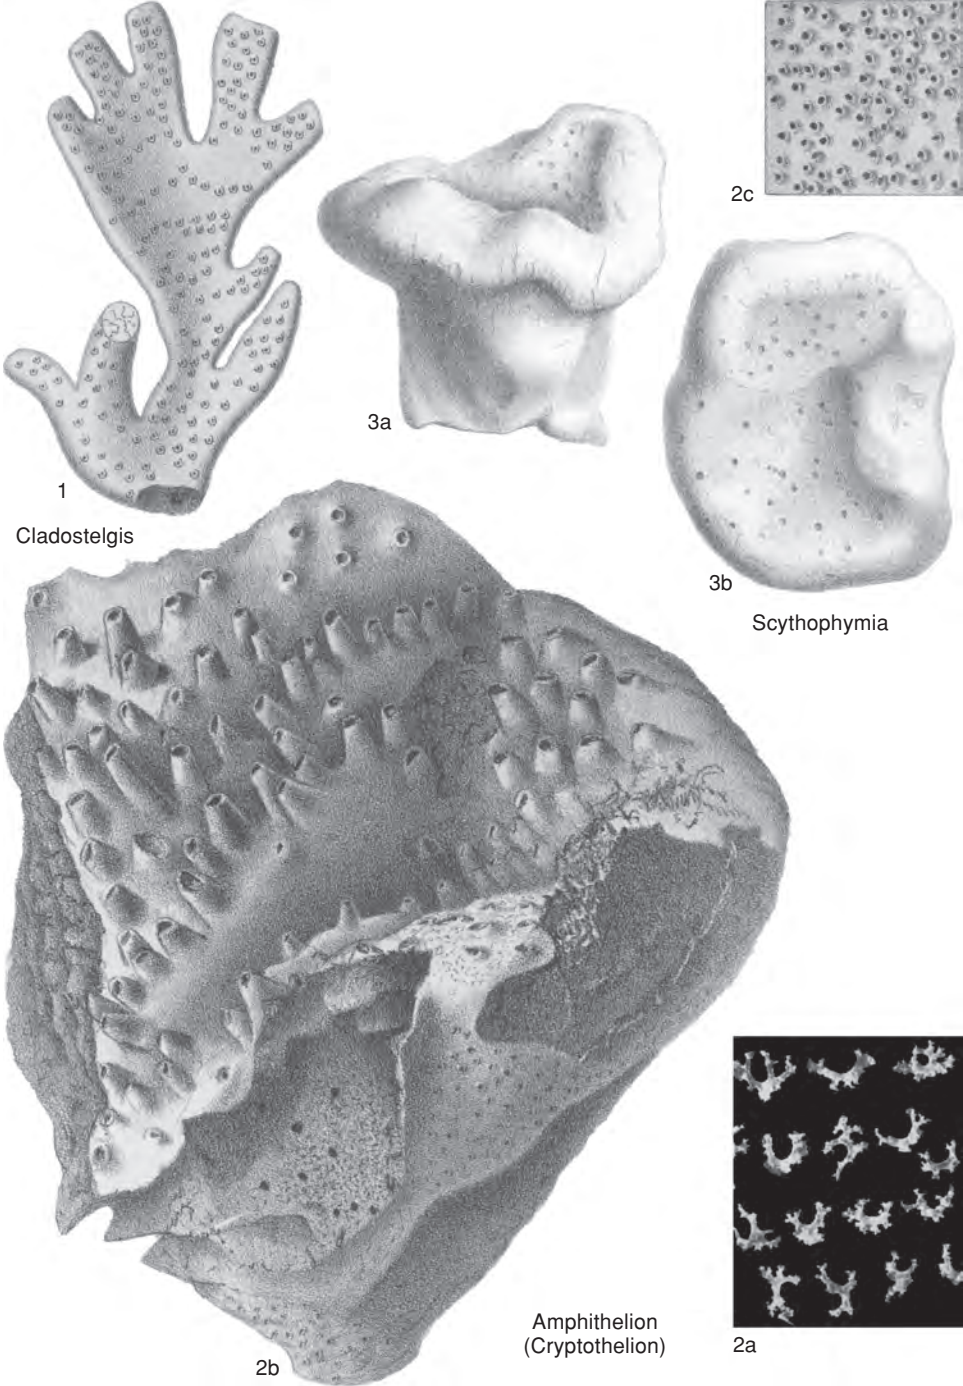 2c
3a
1
Cladostelgis
3b
Scythophymia
Amphithelion
(Cryptothelion)
2a
2b